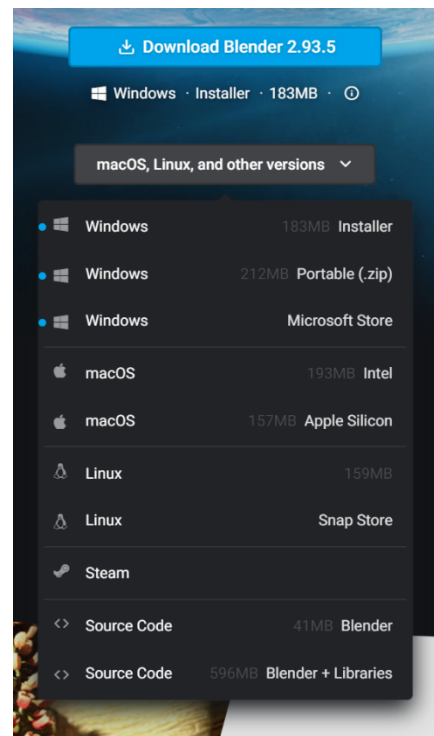 Download Blender 2.93.5
Windows · Installer · 183MB ·
macOS, Linux, and other versions
Windows 183MB Installer
Windows 212MB Portable (.zip)
Windows Microsoft Store
macOS 193MB Intel
macOS 157MB Apple Silicon
Linux 159MB
Linux Snap Store
Steam
Source Code 41MB Blender
Source Code 596MB Blender + Libraries